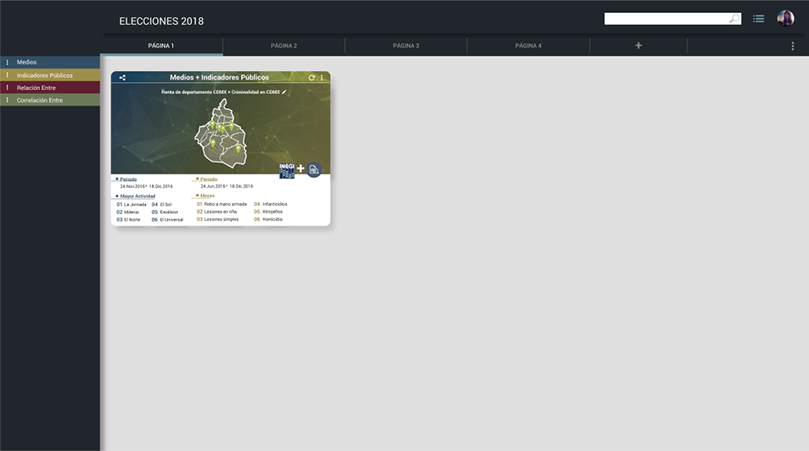 ELECCIONES 2018
PÁGINA 1
PÁGINA 2
PÁGINA 3
PÁGINA 4
+
Medios
Indicadores Públicos
Relación Entre
Correlación Entre
Medios + Indicadores Públicos
Renta de departamento CDMX + Criminalidad en CDMX
INEGI
+
Periodo
24.Nov.2016 18.Dic.2016
Mayor Actividad
01 La Jornada 04 El Sol
02 Milenio 05 Excélsior
03 El Norte 06 El Universal
Periodo
24.Jun.2016 18.Dic.2016
01 Robo a mano armada 04 Infanticidios
02 Lesiones en riña 05 Atropellos
03 Lesiones simples 06 Homicidio